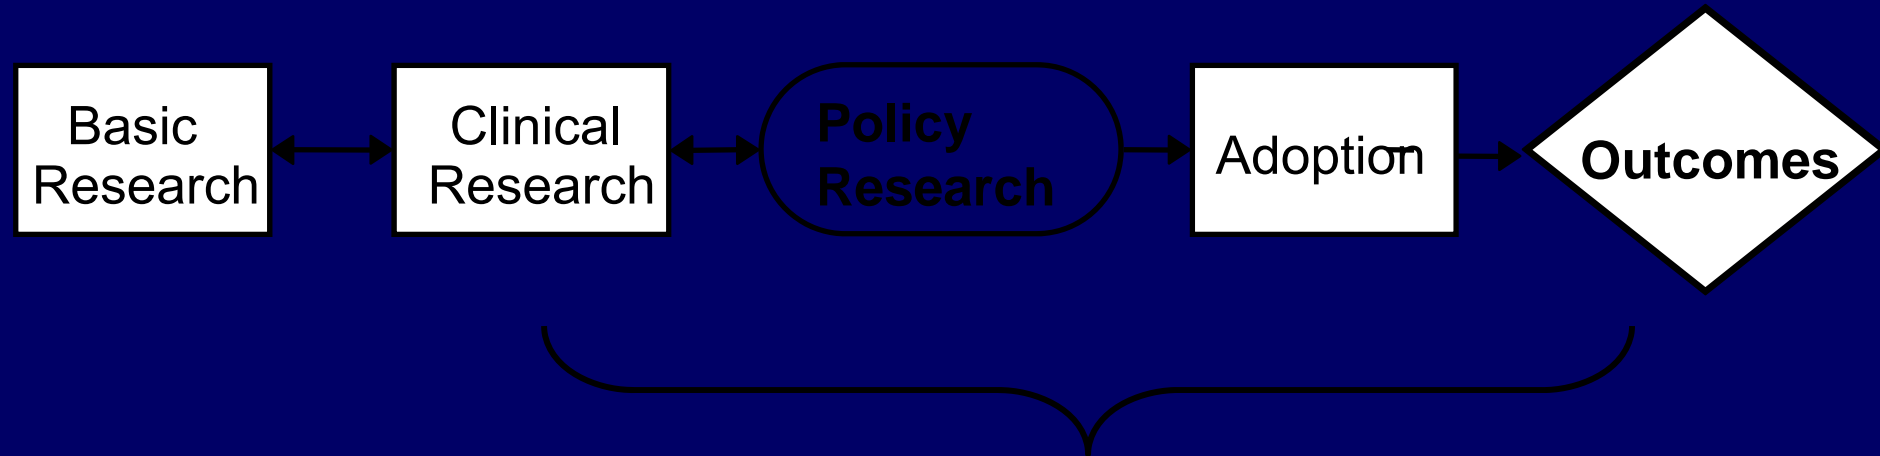 Basic
Research
Clinical
Research
Policy
Research
Adoption
Outcomes